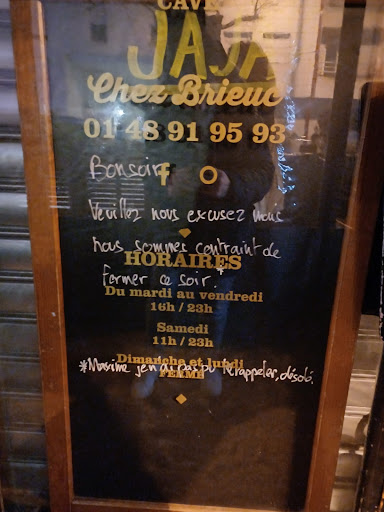 CAVE
JAJA
Chez Brieuc
01 48 91 95 93
Bonsoir
Veuillez nous excusez mais
nous sommes contraint de
HORAIRES
fermer ce soir.
Du mardi au vendredi
16h / 23h
Samedi
11h / 23h
Dimanche et Lundi
*Maxime j'en ai pas pu te rappeler, désolé.
FERMÉ